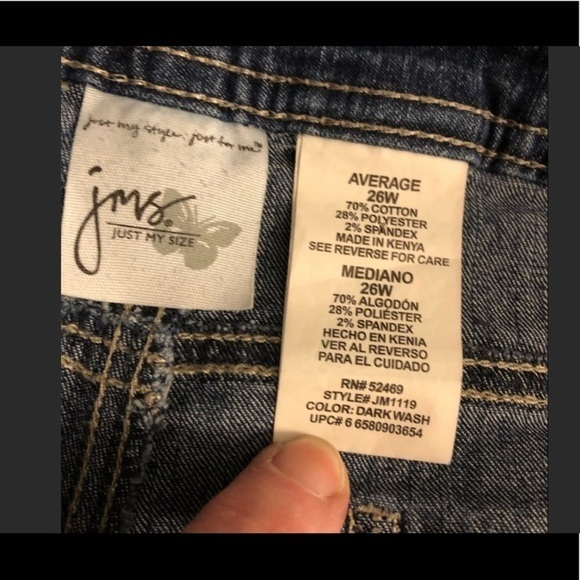 just my style. just for me™
jms.
JUST MY SIZE
AVERAGE
26W
70% COTTON
28% POLYESTER
2% SPANDEX
MADE IN KENYA
SEE REVERSE FOR CARE
MEDIANO
26W
70% ALGODÓN
28% POLIÉSTER
2% SPANDEX
HECHO EN KENIA
VER AL REVERSO
PARA EL CUIDADO
RN# 52469
STYLE# JM1119
COLOR: DARK WASH
UPC# 6 6580903654